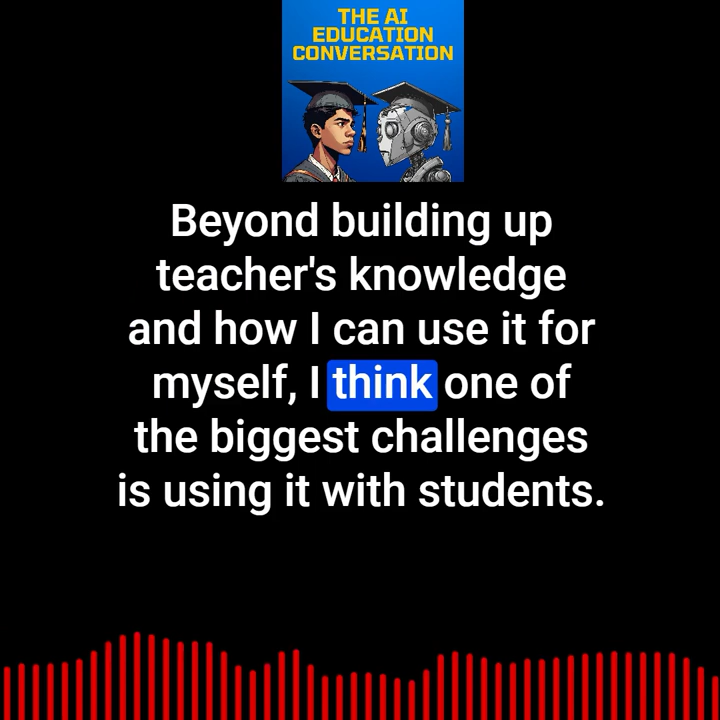 THE AI
EDUCATION
CONVERSATION
Beyond building up
teacher's knowledge
and how I can use it for
myself, I think one of
the biggest challenges
is using it with students.